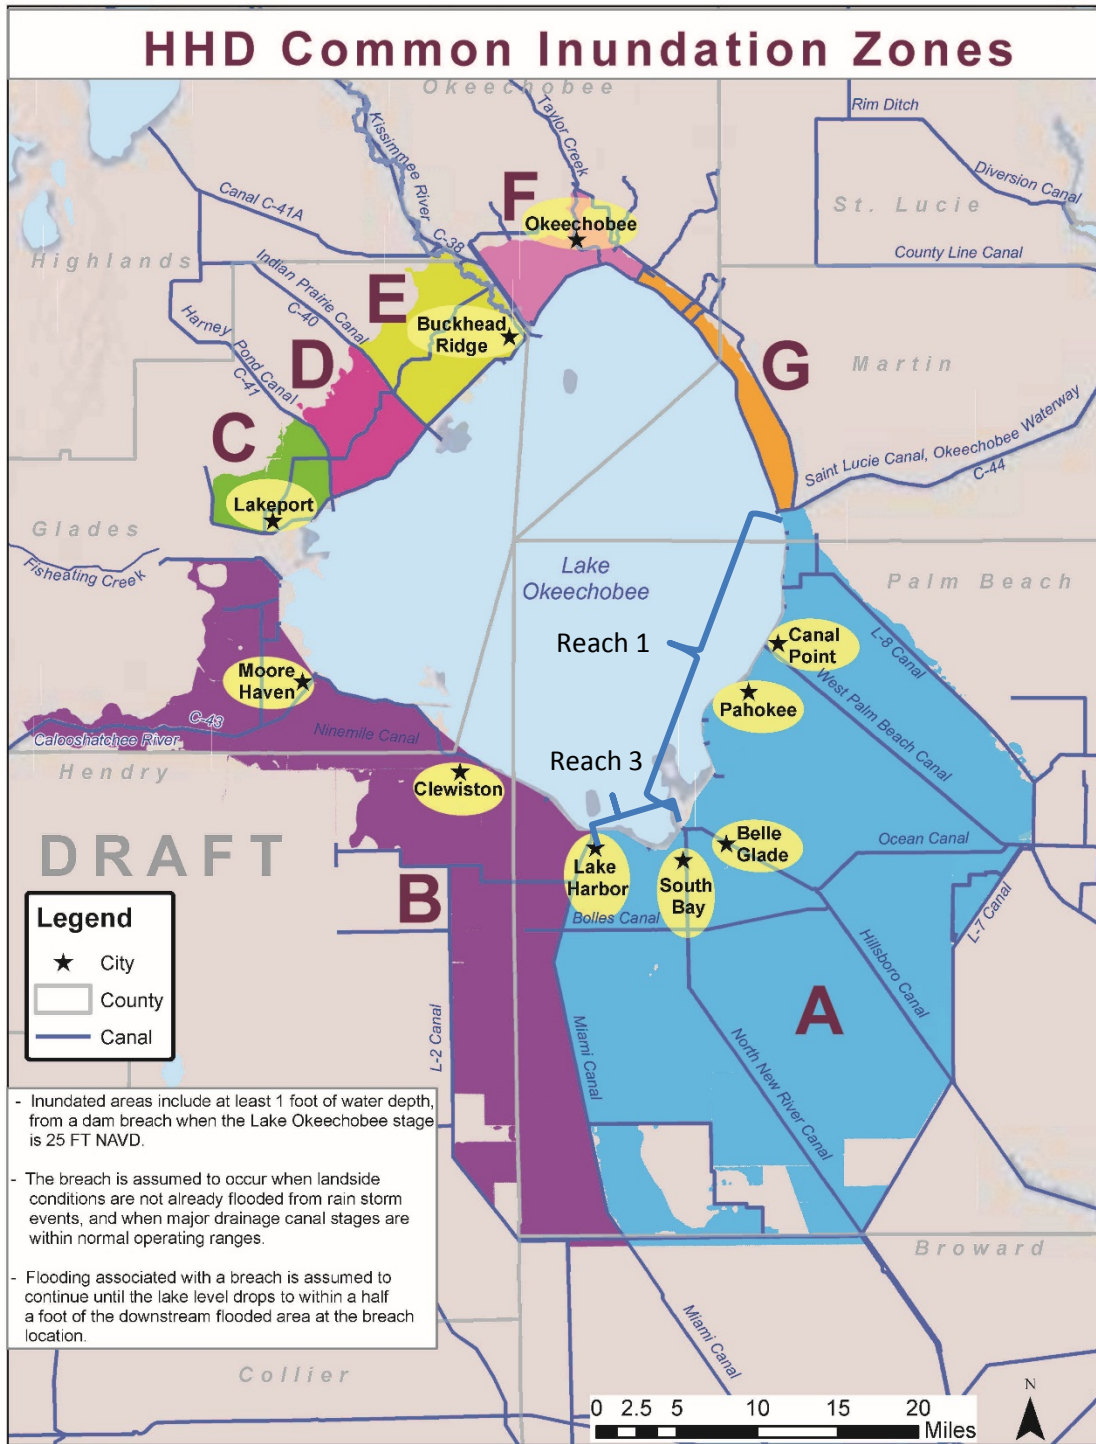 HHD Common Inundation Zones
Okeechobee
Rim Ditch
Taylor Creek
Kissimmee River
Diversion Canal
Canal C-41A
F
St. Lucie
Okeechobee
C-38
County Line Canal
Highlands
Indian Prairie Canal
C-40
E
Harney Pond Canal
C-41
Buckhead
Ridge
D
G
Martin
C
Saint Lucie Canal, Okeechobee Waterway
C-44
Lakeport
Glades
Fisheating Creek
Lake
Okeechobee
Palm Beach
Reach 1
Canal
Point
L-8 Canal
Moore
Haven
West Palm Beach Canal
Pahokee
C-43
Caloosahatchee River
Ninemile Canal
Reach 3
Hendry
Clewiston
DRAFT
Belle
Glade
Ocean Canal
Lake
Harbor
South
Bay
B
Bolles Canal
L-7 Canal
Hillsboro Canal
Legend
City
County
Canal
A
L-2 Canal
Miami Canal
North New River Canal
- Inundated areas include at least 1 foot of water depth,
from a dam breach when the Lake Okeechobee stage
is 25 FT NAVD.
- The breach is assumed to occur when landside
conditions are not already flooded from rain storm
events, and when major drainage canal stages are
within normal operating ranges.
- Flooding associated with a breach is assumed to
continue until the lake level drops to within a half
a foot of the downstream flooded area at the breach
location.
Broward
Miami Canal
Collier
N
0 2.5 5 10 15 20
Miles